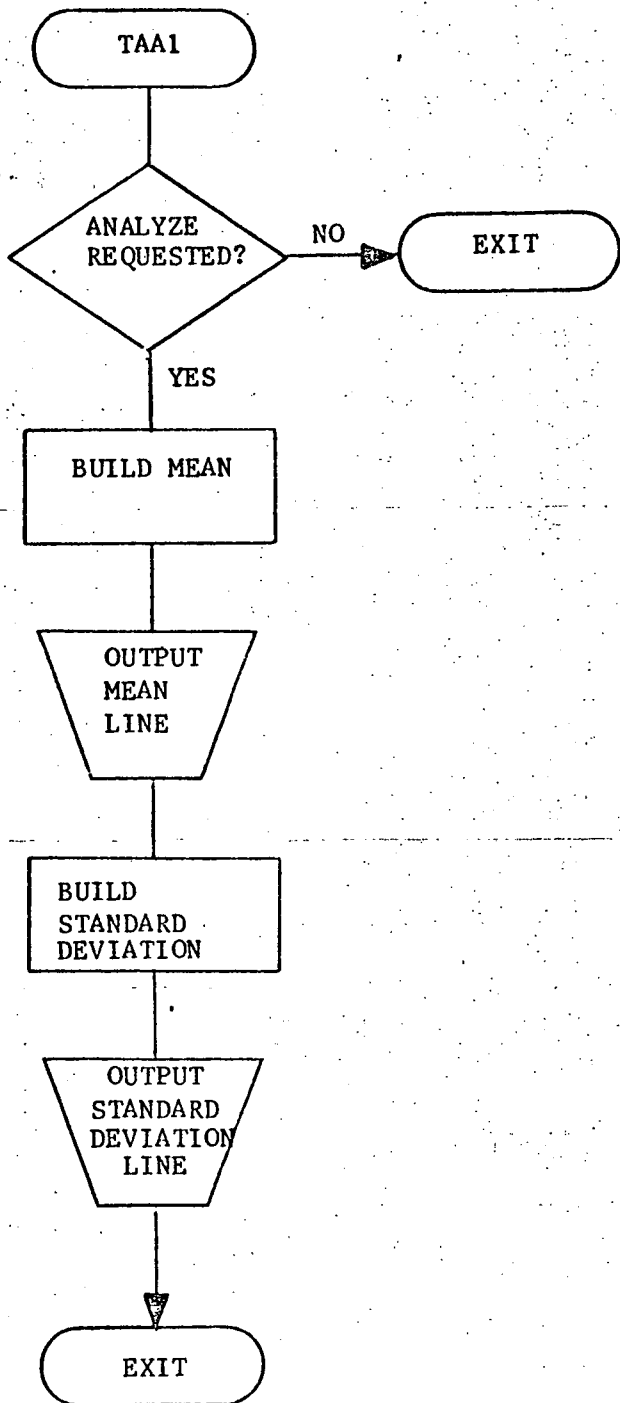 TAA1
ANALYZE
REQUESTED?
NO
EXIT
YES
BUILD MEAN
OUTPUT
MEAN
LINE
BUILD
STANDARD
DEVIATION
OUTPUT
STANDARD
DEVIATION
LINE
EXIT